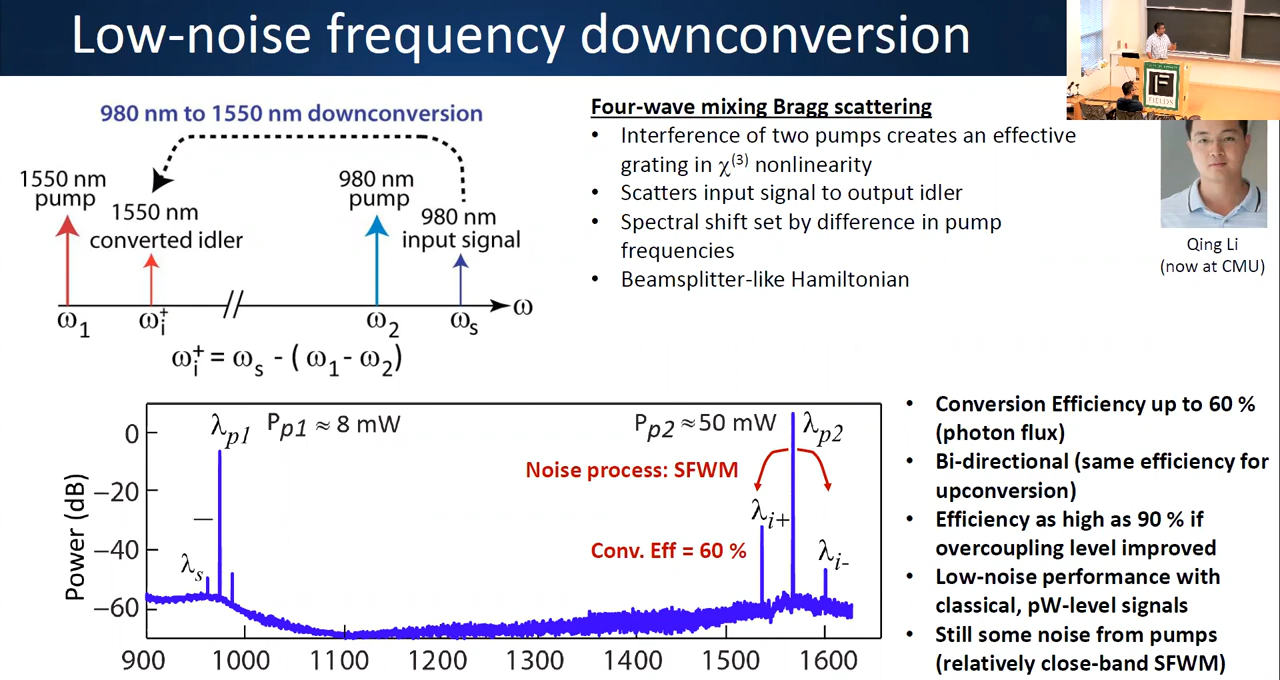 Low-noise frequency downconversion
FIELDS
980 nm to 1550 nm downconversion
1550 nm
pump
1550 nm
converted idler
980 nm
pump
980 nm
input signal
ω₁
ωᵢ⁺
ω₂
ωₛ
ω
ωᵢ⁺ = ωₛ - ( ω₁ - ω₂)
Four-wave mixing Bragg scattering
• Interference of two pumps creates an effective
grating in χ⁽³⁾ nonlinearity
• Scatters input signal to output idler
• Spectral shift set by difference in pump
frequencies
• Beamsplitter-like Hamiltonian
Qing Li
(now at CMU)
Power (dB)
0
−20
−40
−60
λp1
Pp1 ≈ 8 mW
Pp2 ≈ 50 mW
λp2
Noise process: SFWM
λi+
Conv. Eff = 60 %
λs
λi-
900
1000
1100
1200
1300
1400
1500
1600
• Conversion Efficiency up to 60 %
(photon flux)
• Bi-directional (same efficiency for
upconversion)
• Efficiency as high as 90 % if
overcoupling level improved
• Low-noise performance with
classical, pW-level signals
• Still some noise from pumps
(relatively close-band SFWM)